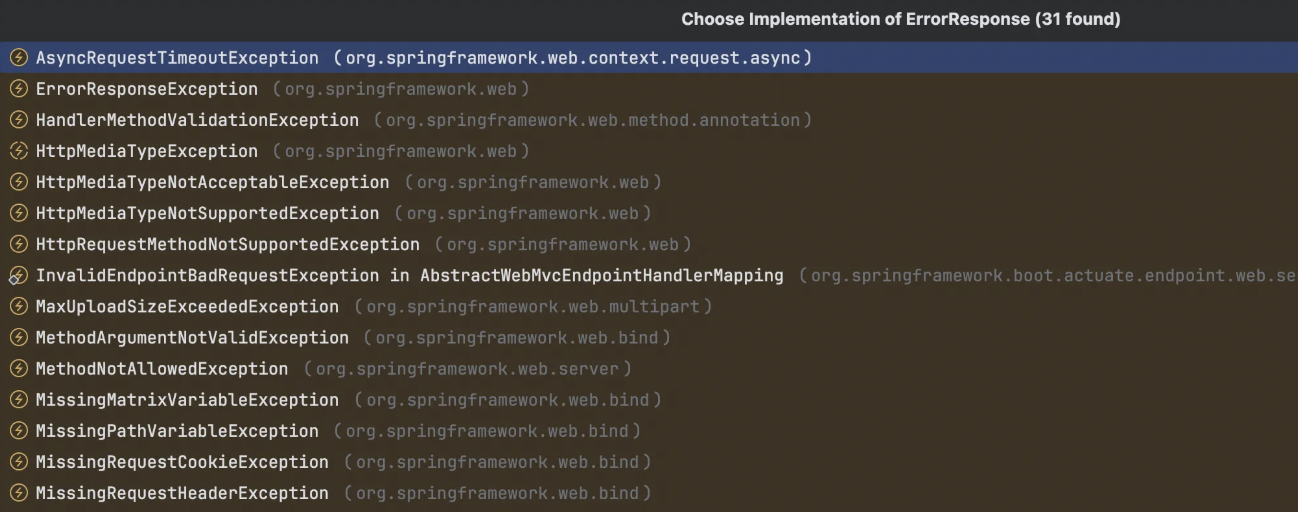 Choose Implementation of ErrorResponse (31 found)
AsyncRequestTimeoutException (org.springframework.web.context.request.async)
ErrorResponseException (org.springframework.web)
HandlerMethodValidationException (org.springframework.web.method.annotation)
HttpMediaTypeException (org.springframework.web)
HttpMediaTypeNotAcceptableException (org.springframework.web)
HttpMediaTypeNotSupportedException (org.springframework.web)
HttpRequestMethodNotSupportedException (org.springframework.web)
InvalidEndpointBadRequestException in AbstractWebMvcEndpointHandlerMapping (org.springframework.boot.actuate.endpoint.web.se
MaxUploadSizeExceededException (org.springframework.web.multipart)
MethodArgumentNotValidException (org.springframework.web.bind)
MethodNotAllowedException (org.springframework.web.server)
MissingMatrixVariableException (org.springframework.web.bind)
MissingPathVariableException (org.springframework.web.bind)
MissingRequestCookieException (org.springframework.web.bind)
MissingRequestHeaderException (org.springframework.web.bind)